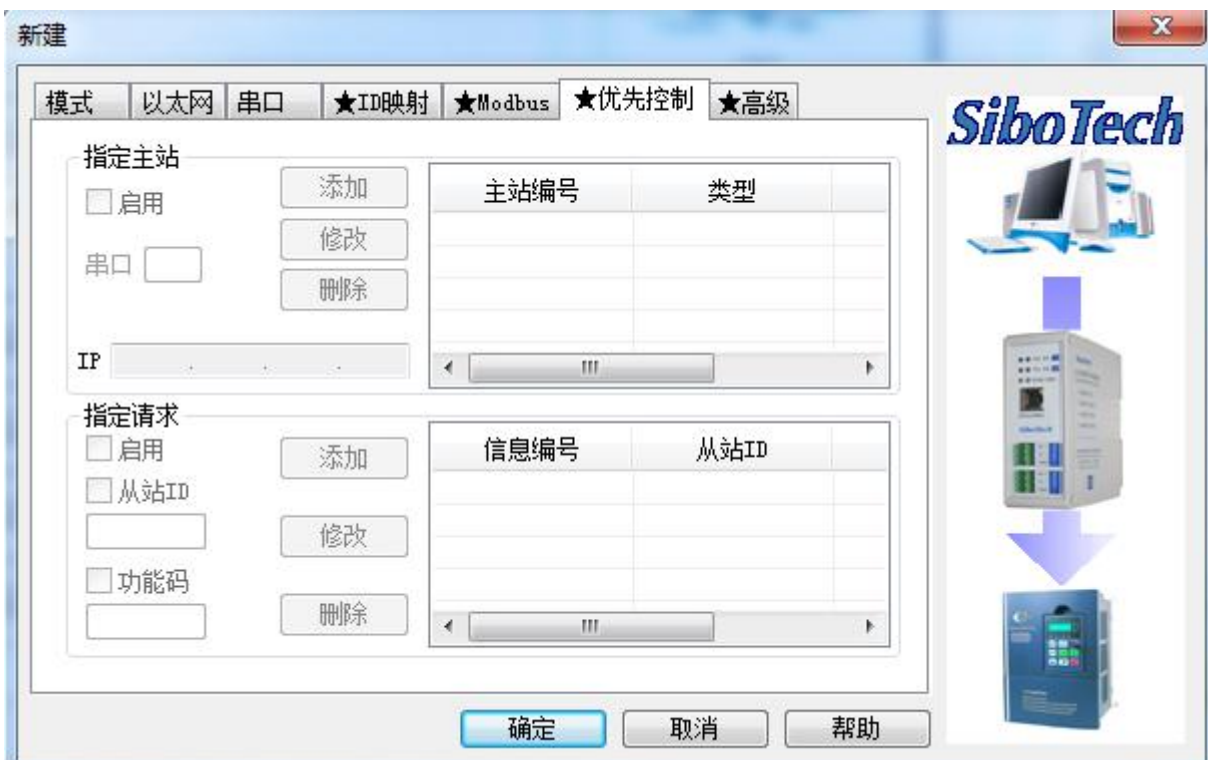 新建
模式 以太网 串口 ★ID映射 ★Modbus ★优先控制 ★高级
SiboTech
指定主站
启用
添加
修改
删除
串口
IP . . .
主站编号 类型
指定请求
启用
从站ID
功能码
添加
修改
删除
信息编号 从站ID
确定 取消 帮助